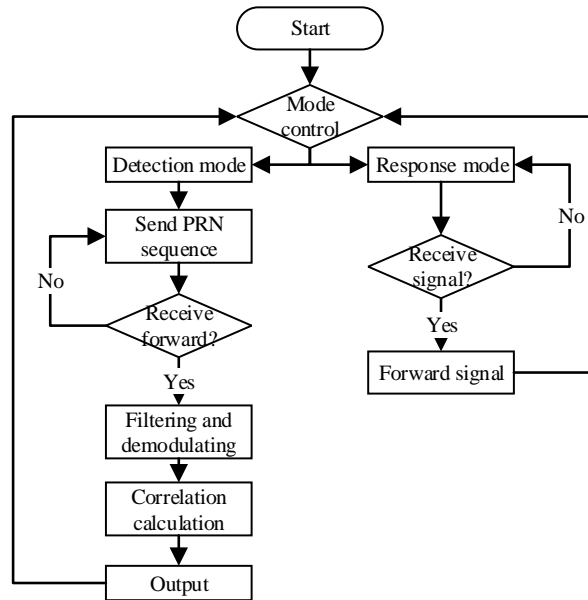 Start
Mode
control
Detection mode
Response mode
Send PRN
sequence
No
Receive
signal?
No
Receive
forward?
Yes
Forward signal
Yes
Filtering and
demodulating
Correlation
calculation
Output